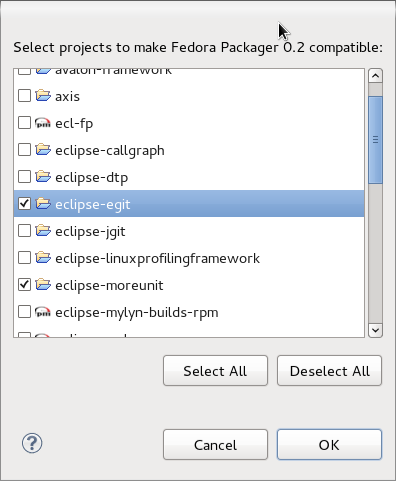 Select projects to make Fedora Packager 0.2 compatible:
avalon-framework
axis
ecl-fp
eclipse-callgraph
eclipse-dtp
eclipse-egit
eclipse-jgit
eclipse-linuxprofilingframework
eclipse-moreunit
eclipse-mylyn-builds-rpm
Select All
Deselect All
Cancel
OK